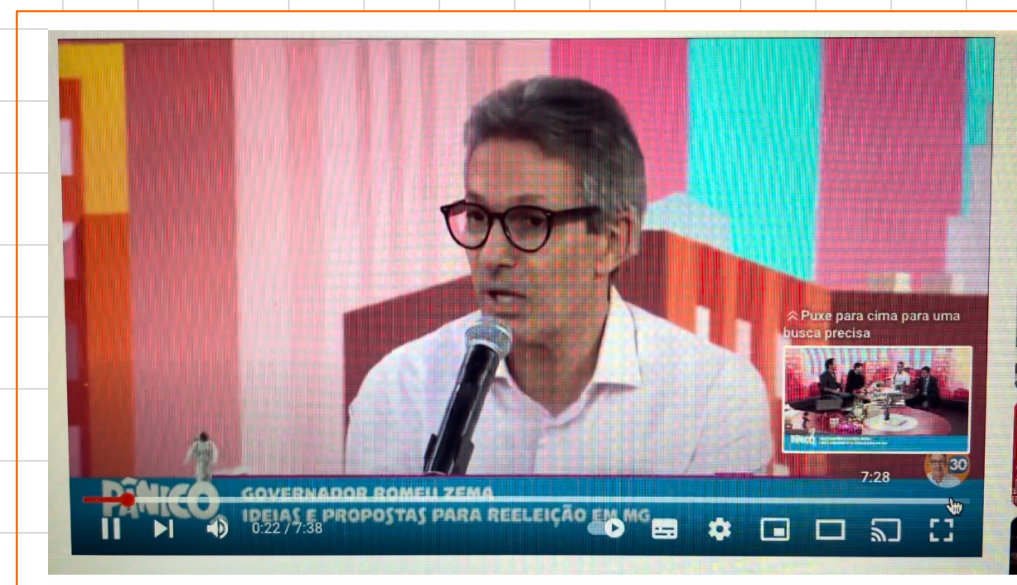 Puxe para cima para uma
busca precisa
PÂNICO
7:28
30
PÂNICO
GOVERNADOR ROMEU ZEMA
IDEIAS E PROPOSTAS PARA REELEIÇÃO EM MG
0:22 / 7:38